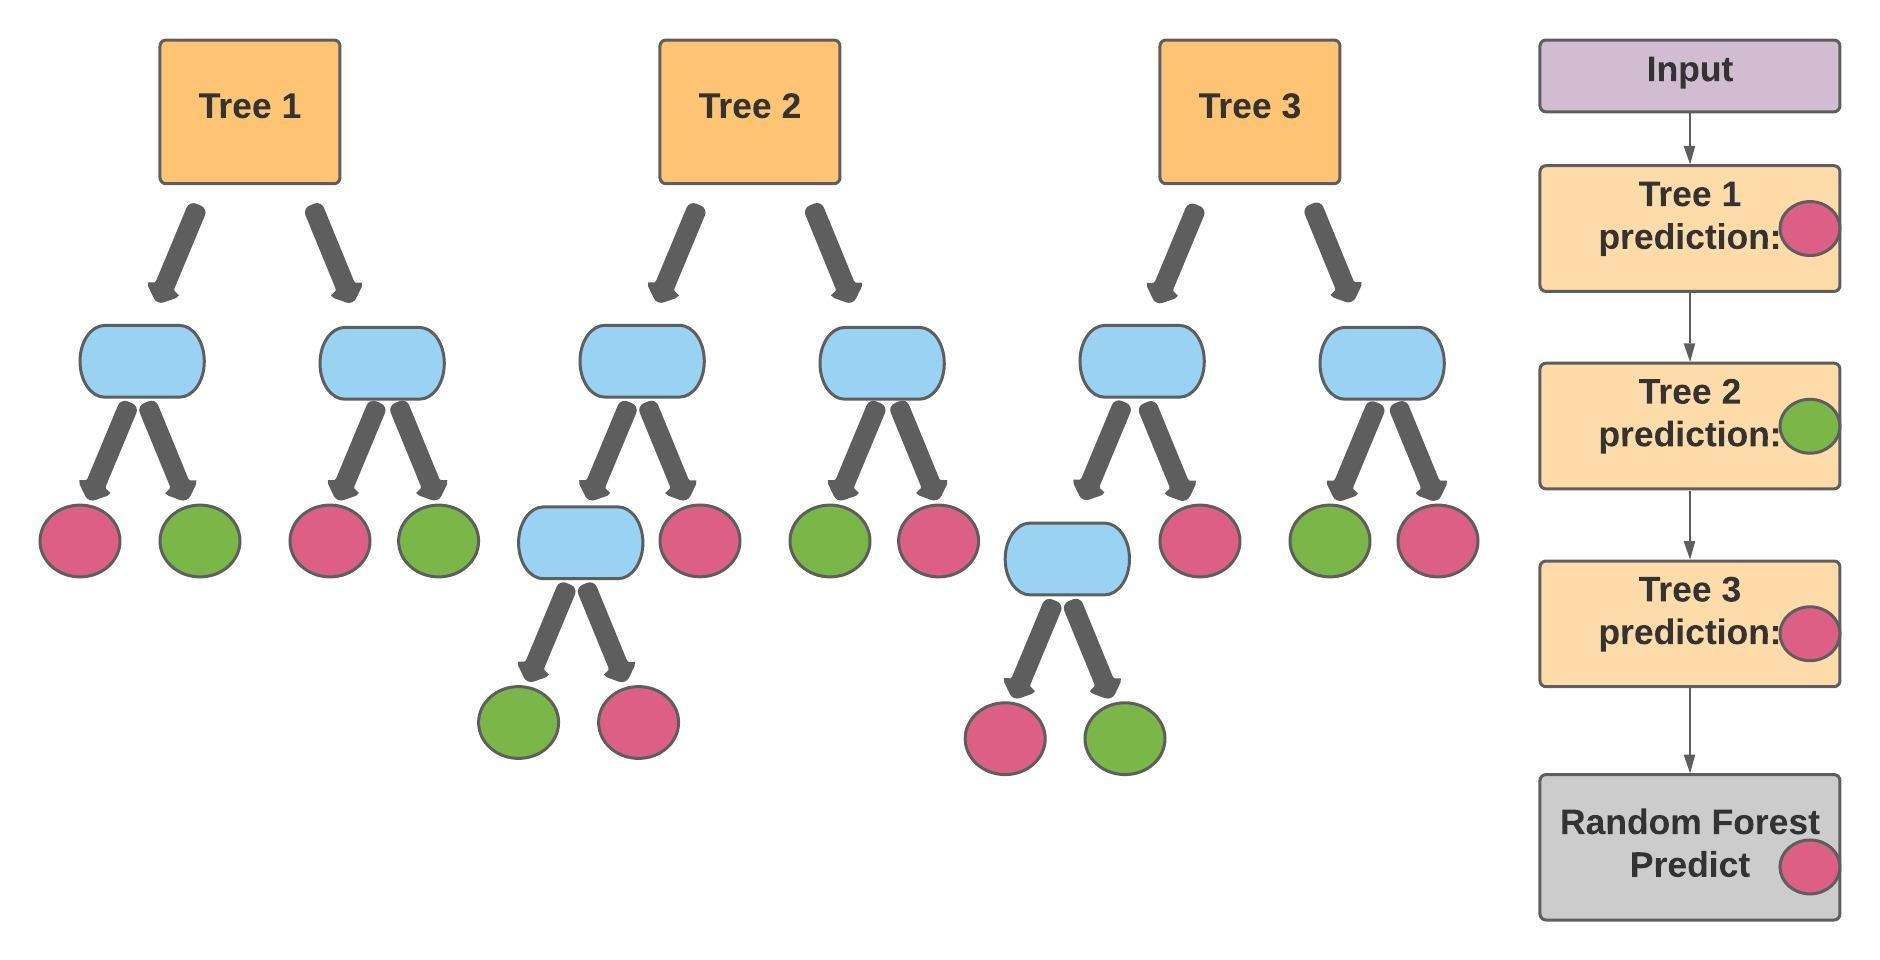 Tree 1
Tree 2
Tree 3
Input
Tree 1
prediction:
Tree 2
prediction:
Tree 3
prediction:
Random Forest
Predict